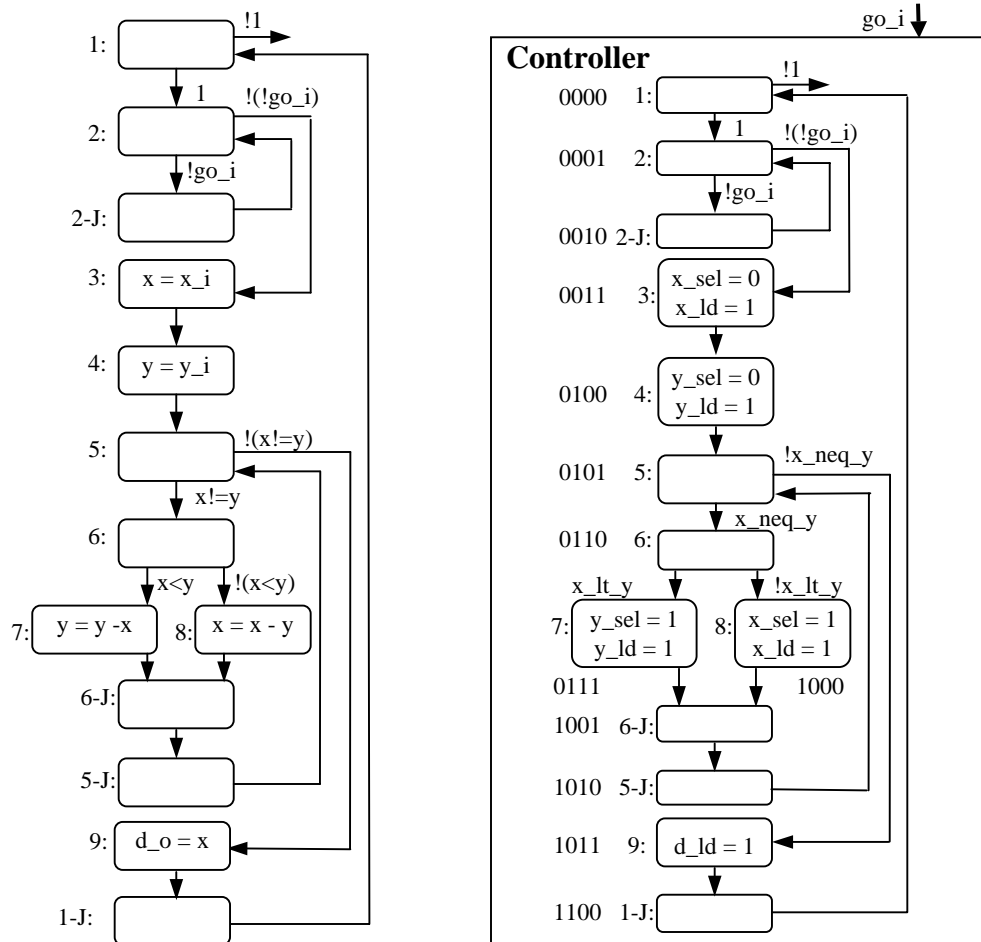 !1
1:
1
!(!go_i)
2:
!go_i
2-J:
3:
x = x_i
4:
y = y_i
!(x!=y)
5:
x!=y
6:
x<y
!(x<y)
7:
y = y -x
8:
x = x - y
6-J:
5-J:
9:
d_o = x
1-J:
go_i
Controller
!1
0000 1:
1
!(!go_i)
0001 2:
!go_i
0010 2-J:
0011 3:
x_sel = 0
x_ld = 1
0100 4:
y_sel = 0
y_ld = 1
!x_neq_y
0101 5:
x_neq_y
0110 6:
x_lt_y
!x_lt_y
7:
y_sel = 1
y_ld = 1
8:
x_sel = 1
x_ld = 1
0111
1000
1001 6-J:
1010 5-J:
1011 9:
d_ld = 1
1100 1-J: